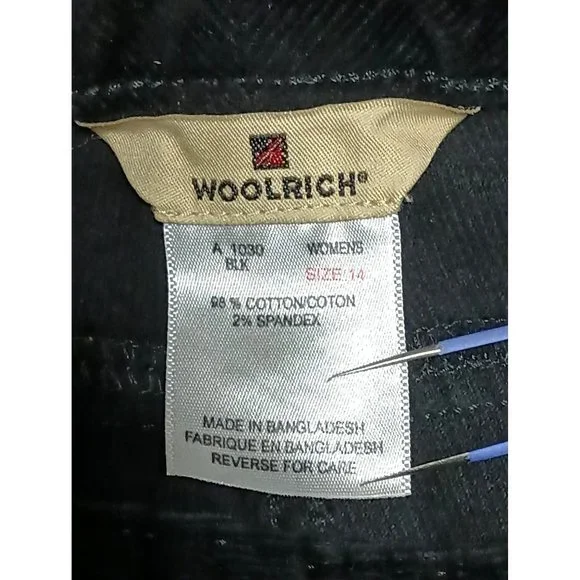 WOOLRICH®
A 1030 WOMENS
BLK SIZE 14
98 % COTTON/COTON
2% SPANDEX
MADE IN BANGLADESH
FABRIQUE EN BANGLADESH
REVERSE FOR CARE